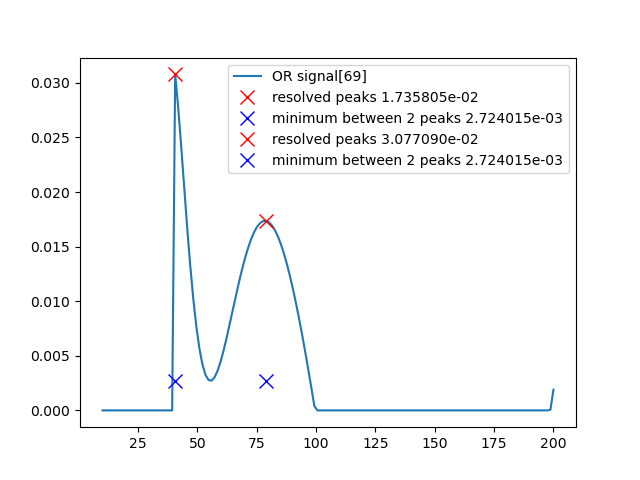 OR signal[69]
resolved peaks 1.735805e-02
minimum between 2 peaks 2.724015e-03
resolved peaks 3.077090e-02
minimum between 2 peaks 2.724015e-03
0.030
0.025
0.020
0.015
0.010
0.005
0.000
25 50 75 100 125 150 175 200